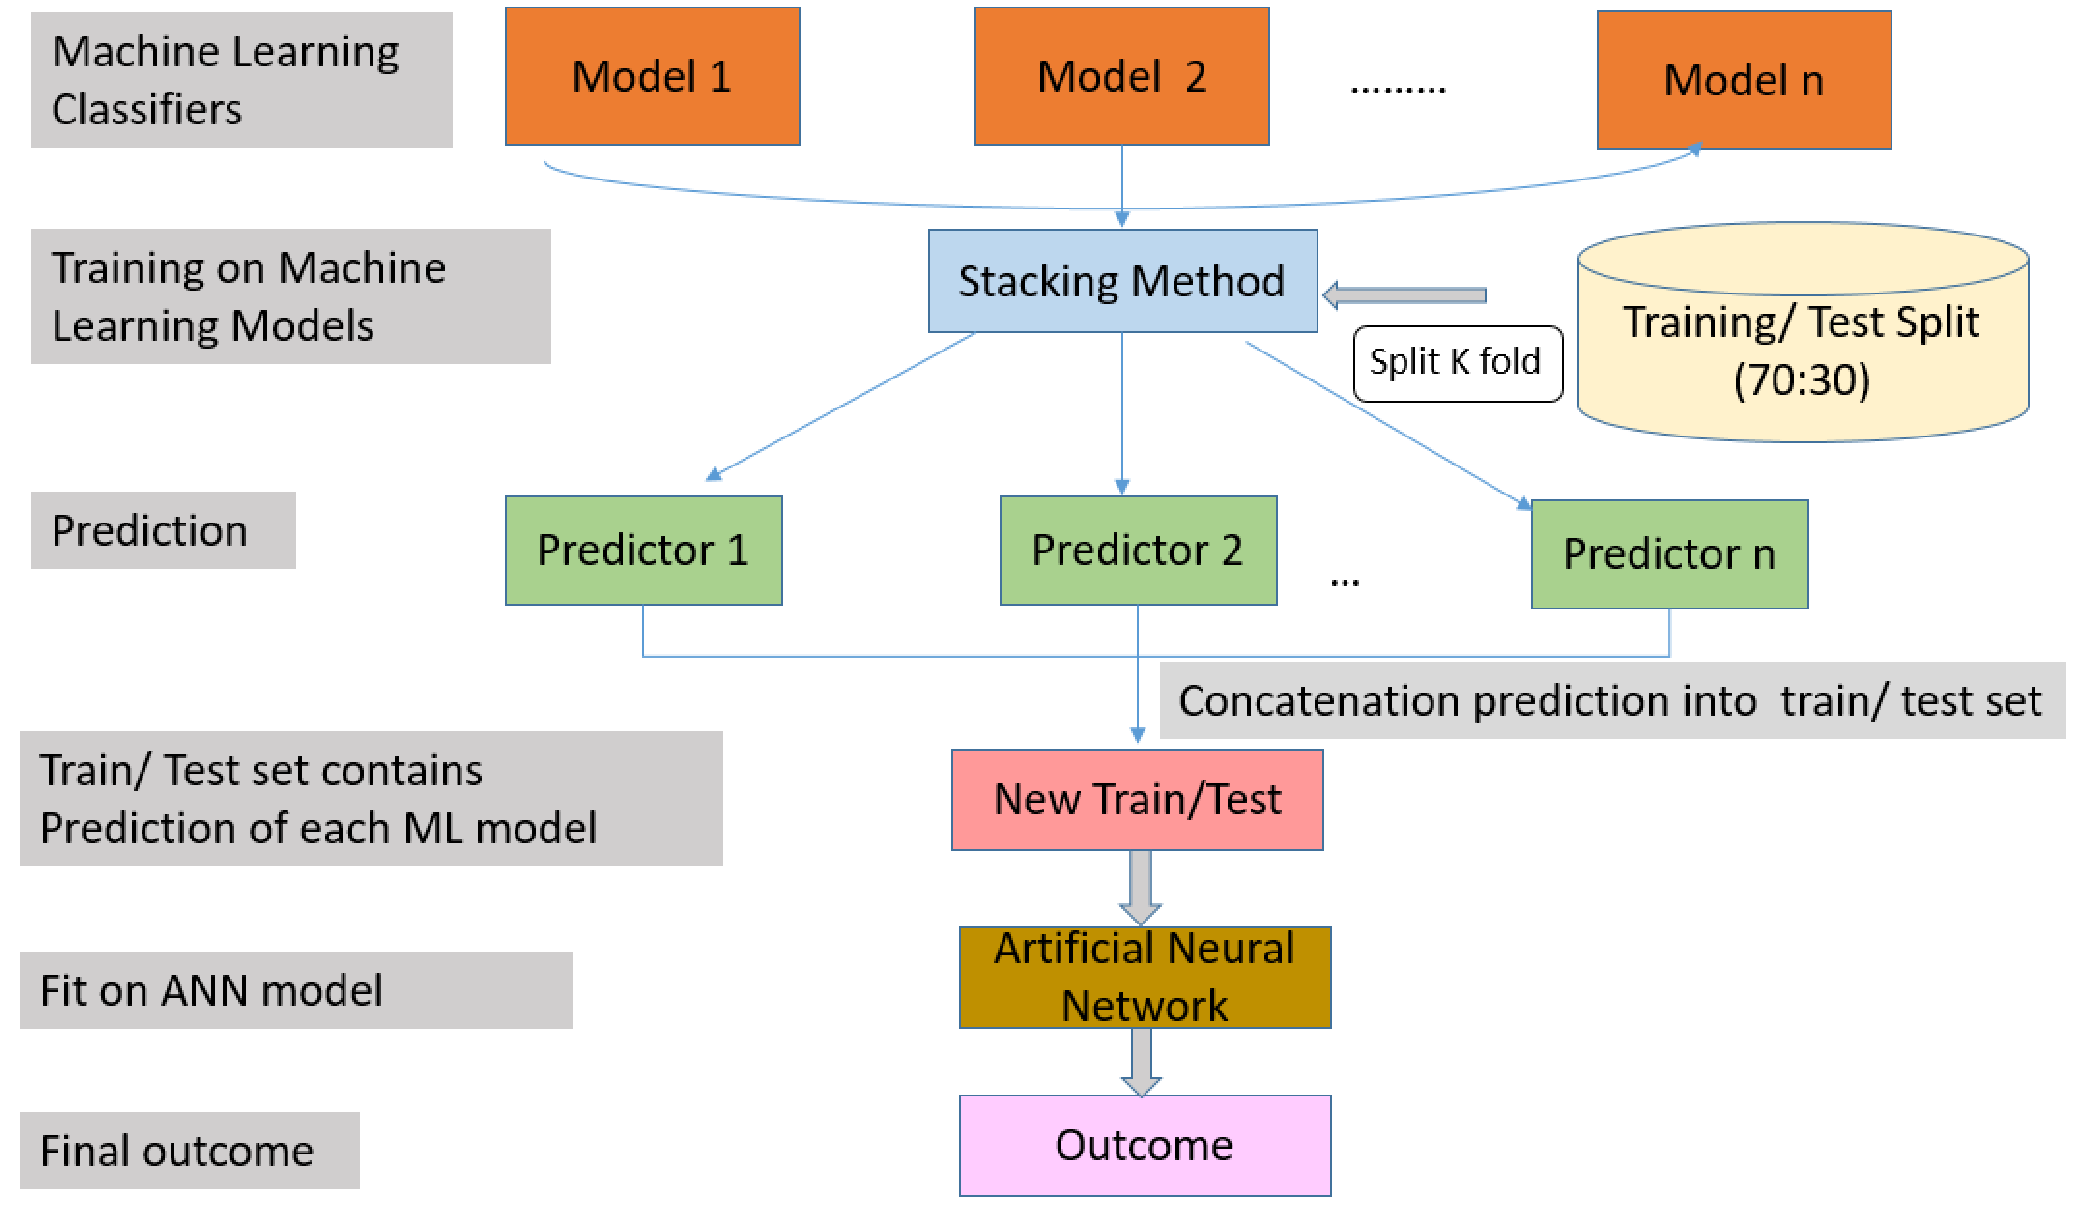 Machine Learning
Classifiers
Model 1
Model  2
.........
Model n
Training on Machine
Learning Models
Stacking Method
Split K fold
Training/ Test Split
(70:30)
Prediction
Predictor 1
Predictor 2
...
Predictor n
Concatenation prediction into  train/ test set
Train/ Test set contains
Prediction of each ML model
New Train/Test
Fit on ANN model
Artificial Neural
Network
Final outcome
Outcome